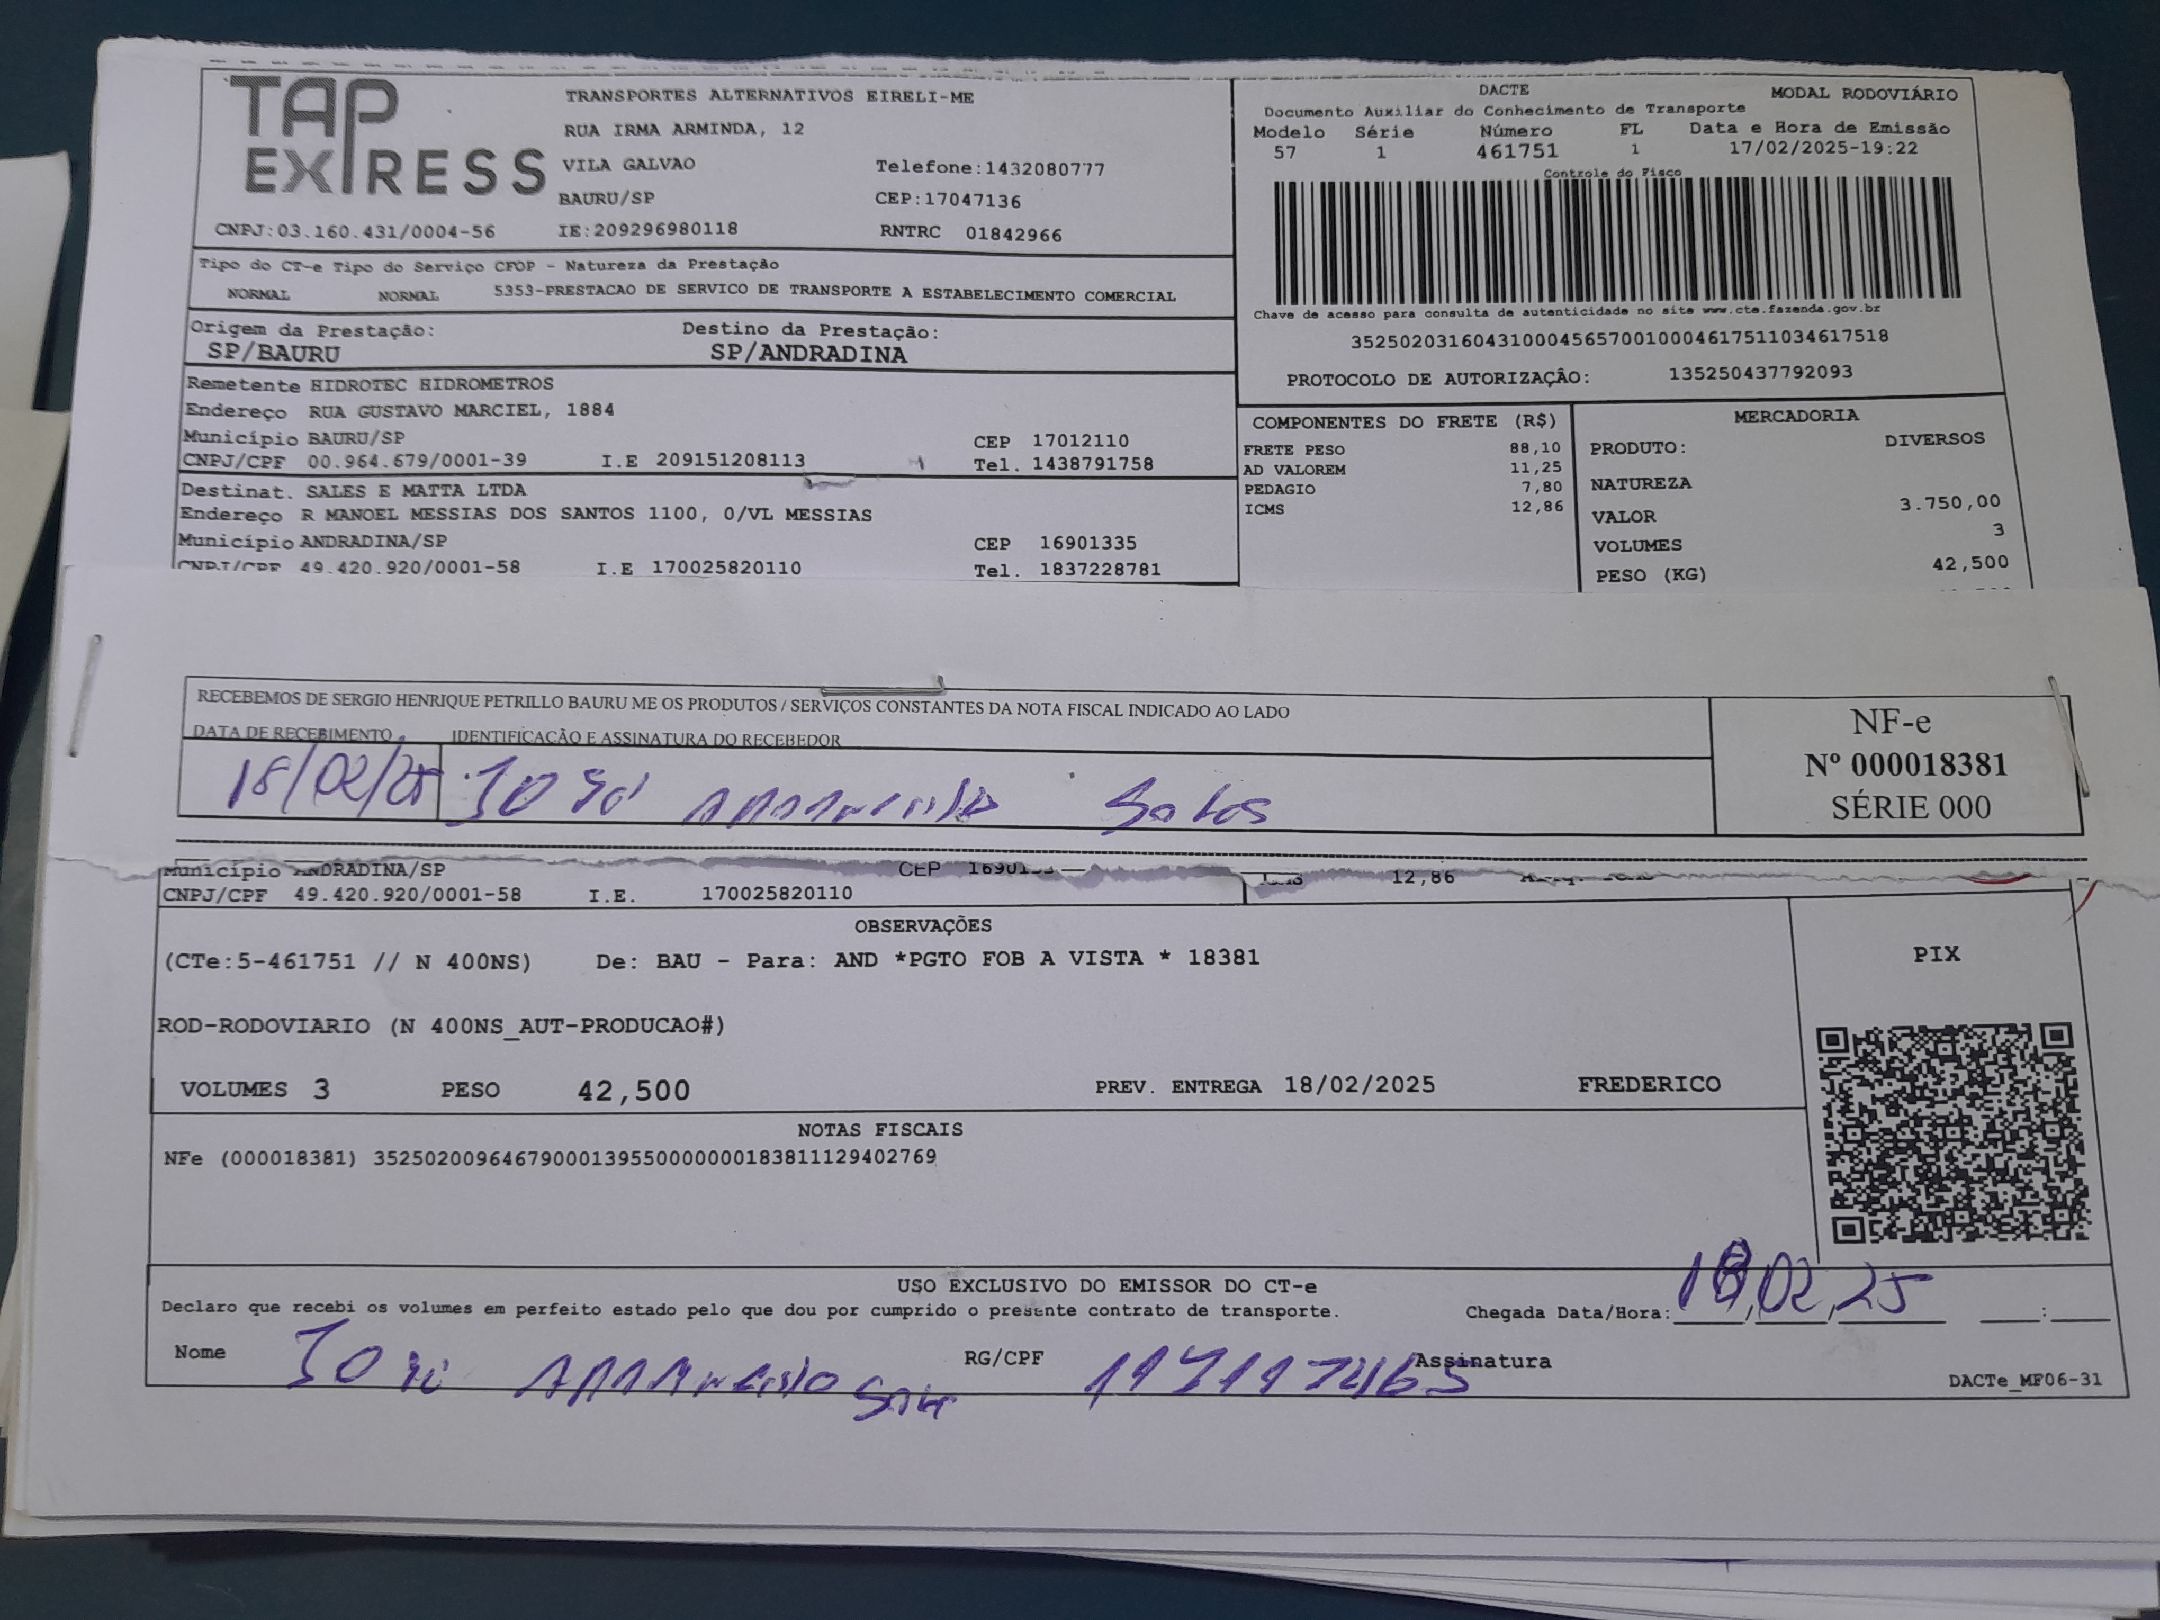 TAP EXPRESS
TRANSPORTES ALTERNATIVOS EIRELI-ME
RUA IRMA ARMINDA, 12
VILA GALVAO Telefone:1432080777
BAURU/SP CEP:17047136
CNPJ:03.160.431/0004-56 IE:209296980118 RNTRC 01842966
DACTE MODAL RODOVIÁRIO
Documento Auxiliar do Conhecimento de Transporte
Modelo Série Número FL Data e Hora de Emissão
57 1 461751 1 17/02/2025-19:22
Controle do Fisco
Chave de acesso para consulta de autenticidade no site www.cte.fazenda.gov.br
35250203160431000456570010004617511034617518
PROTOCOLO DE AUTORIZAÇÃO: 135250437792093
Tipo do CT-e Tipo do Serviço CFOP - Natureza da Prestação
NORMAL NORMAL 5353-PRESTACAO DE SERVICO DE TRANSPORTE A ESTABELECIMENTO COMERCIAL
Origem da Prestação: Destino da Prestação:
SP/BAURU SP/ANDRADINA
Remetente HIDROTEC HIDROMETROS
Endereço RUA GUSTAVO MARCIEL, 1884
Município BAURU/SP CEP 17012110
CNPJ/CPF 00.964.679/0001-39 I.E 209151208113 Tel. 1438791758
Destinat. SALES E MATTA LTDA
Endereço R MANOEL MESSIAS DOS SANTOS 1100, 0/VL MESSIAS
Município ANDRADINA/SP CEP 16901335
CNPJ/CPF 49.420.920/0001-58 I.E 170025820110 Tel. 1837228781
COMPONENTES DO FRETE (R$)
FRETE PESO 88,10
AD VALOREM 11,25
PEDAGIO 7,80
ICMS 12,86
MERCADORIA
PRODUTO: DIVERSOS
NATUREZA
VALOR 3.750,00
VOLUMES 3
PESO (KG) 42,500
RECEBEMOS DE SERGIO HENRIQUE PETRILLO BAURU ME OS PRODUTOS / SERVIÇOS CONSTANTES DA NOTA FISCAL INDICADO AO LADO
DATA DE RECEBIMENTO IDENTIFICAÇÃO E ASSINATURA DO RECEBEDOR
18/02/25
NF-e
Nº 000018381
SÉRIE 000
Município ANDRADINA/SP CEP 12,86
CNPJ/CPF 49.420.920/0001-58 I.E. 170025820110
OBSERVAÇÕES
(CTe:5-461751 // N 400NS) De: BAU - Para: AND *PGTO FOB A VISTA * 18381
ROD-RODOVIARIO (N 400NS_AUT-PRODUCAO#)
VOLUMES 3 PESO 42,500 PREV. ENTREGA 18/02/2025 FREDERICO
PIX
NOTAS FISCAIS
NFe (000018381) 35250200964679000139550000000183811129402769
USO EXCLUSIVO DO EMISSOR DO CT-e
Declaro que recebi os volumes em perfeito estado pelo que dou por cumprido o presente contrato de transporte. Chegada Data/Hora: 18/02/25 :
Nome RG/CPF Assinatura
DACTe_MF06-31